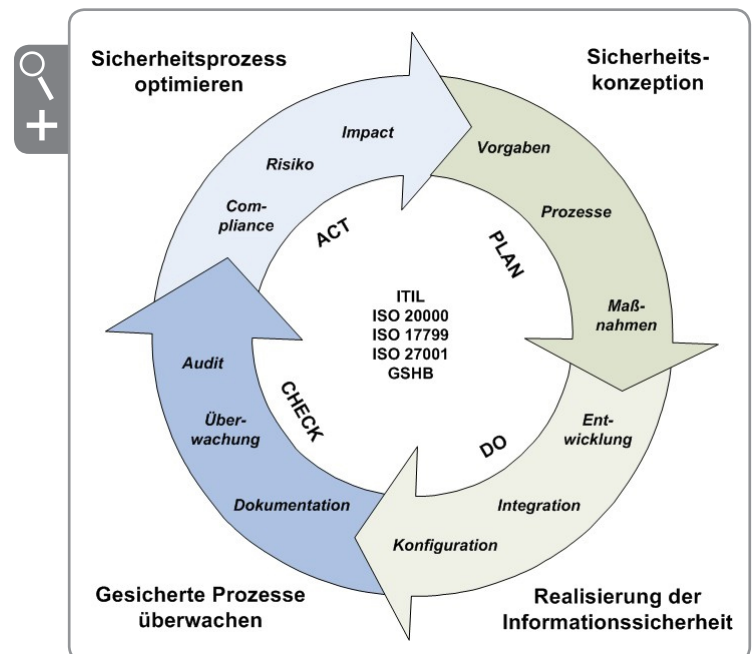 Sicherheitsprozess
optimieren
Sicherheits-
konzeption
Impact
Risiko
Com-
pliance
ACT
Vorgaben
Prozesse
Maß-
nahmen
PLAN
ITIL
ISO 20000
ISO 17799
ISO 27001
GSHB
Audit
Über-
wachung
Dokumentation
CHECK
Ent-
wicklung
Integration
Konfiguration
DO
Gesicherte Prozesse
überwachen
Realisierung der
Informationssicherheit